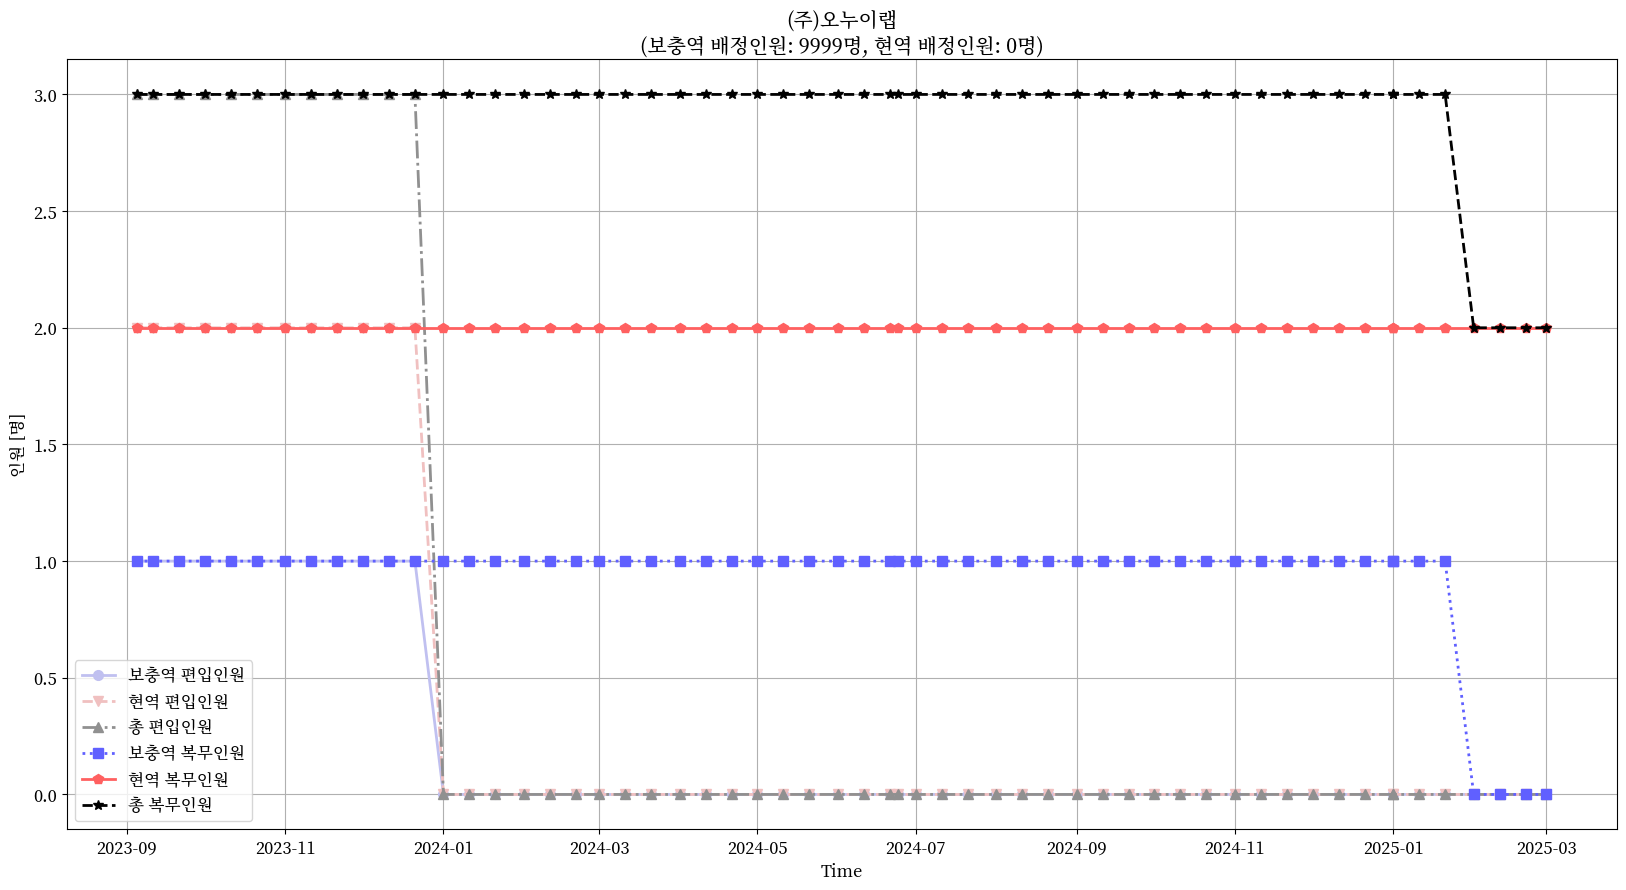 (주)오누이랩
(보충역 배정인원: 9999명, 현역 배정인원: 0명)
3.0
2.5
2.0
1.5
1.0
0.5
0.0
인원 [명]
보충역 편입인원
현역 편입인원
총 편입인원
보충역 복무인원
현역 복무인원
총 복무인원
2023-09 2023-11 2024-01 2024-03 2024-05 2024-07 2024-09 2024-11 2025-01 2025-03
Time